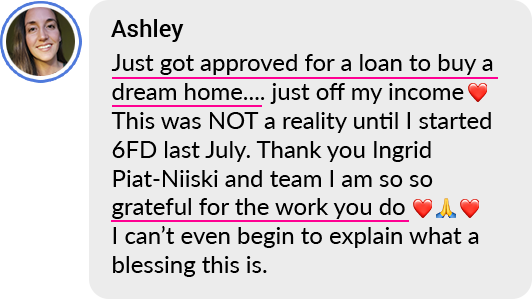 Ashley
Just got approved for a loan to buy a
dream home.... just off my income❤️
This was NOT a reality until I started
6FD last July. Thank you Ingrid
Piat-Niiski and team I am so so
grateful for the work you do ❤️🙏❤️
I can’t even begin to explain what a
blessing this is.